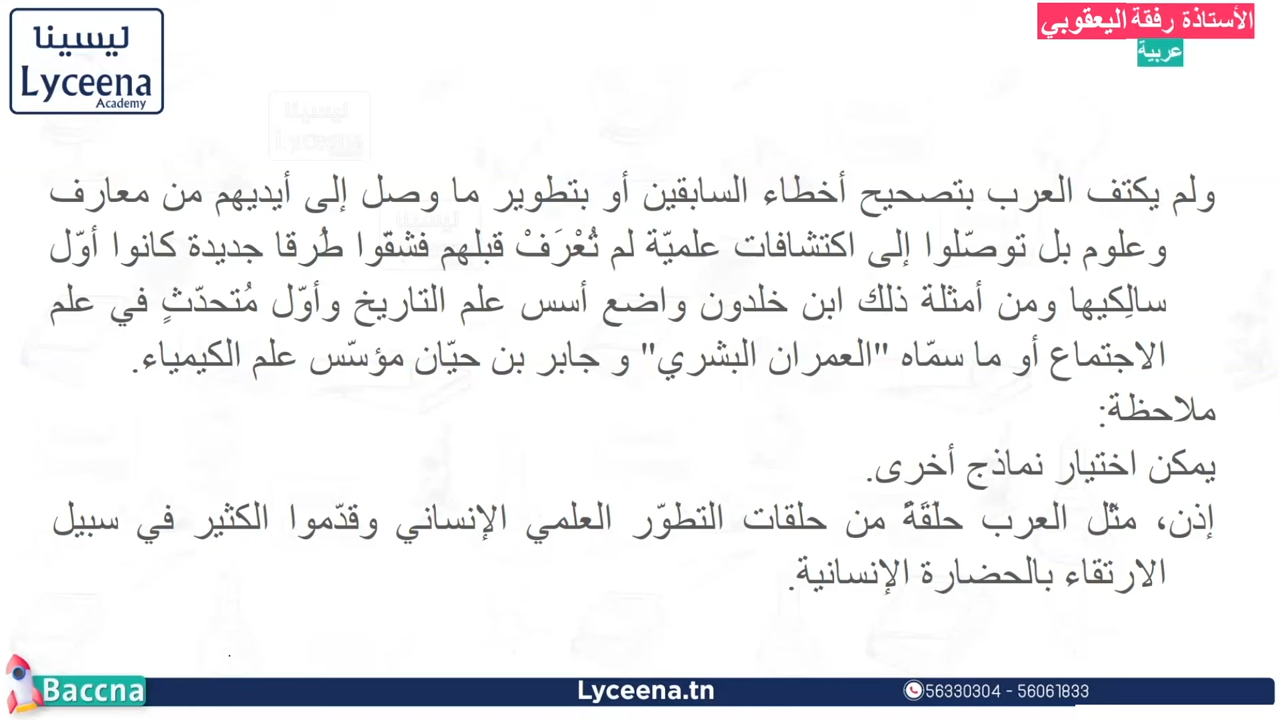 ليسينا
Lyceena
Academy
الأستاذة رفقة اليعقوبي
عربية
ولم يكتف العرب بتصحيح أخطاء السابقين أو بتطوير ما وصل إلى أيديهم من معارف
وعلوم بل توصّلوا إلى اكتشافات علميّة لم تُعْرَفْ قبلهم فشقّوا طُرقا جديدة كانوا أوّل
سالِكيها ومن أمثلة ذلك ابن خلدون واضع أسس علم التاريخ وأوّل مُتحدّثٍ في علم
الاجتماع أو ما سمّاه "العمران البشري" و جابر بن حيّان مؤسّس علم الكيمياء.
ملاحظة:
يمكن اختيار نماذج أخرى.
إذن، مثّل العرب حلَقَةً من حلقات التطوّر العلمي الإنساني وقدّموا الكثير في سبيل
الارتقاء بالحضارة الإنسانية.
Baccna
Lyceena.tn
56330304 - 56061833